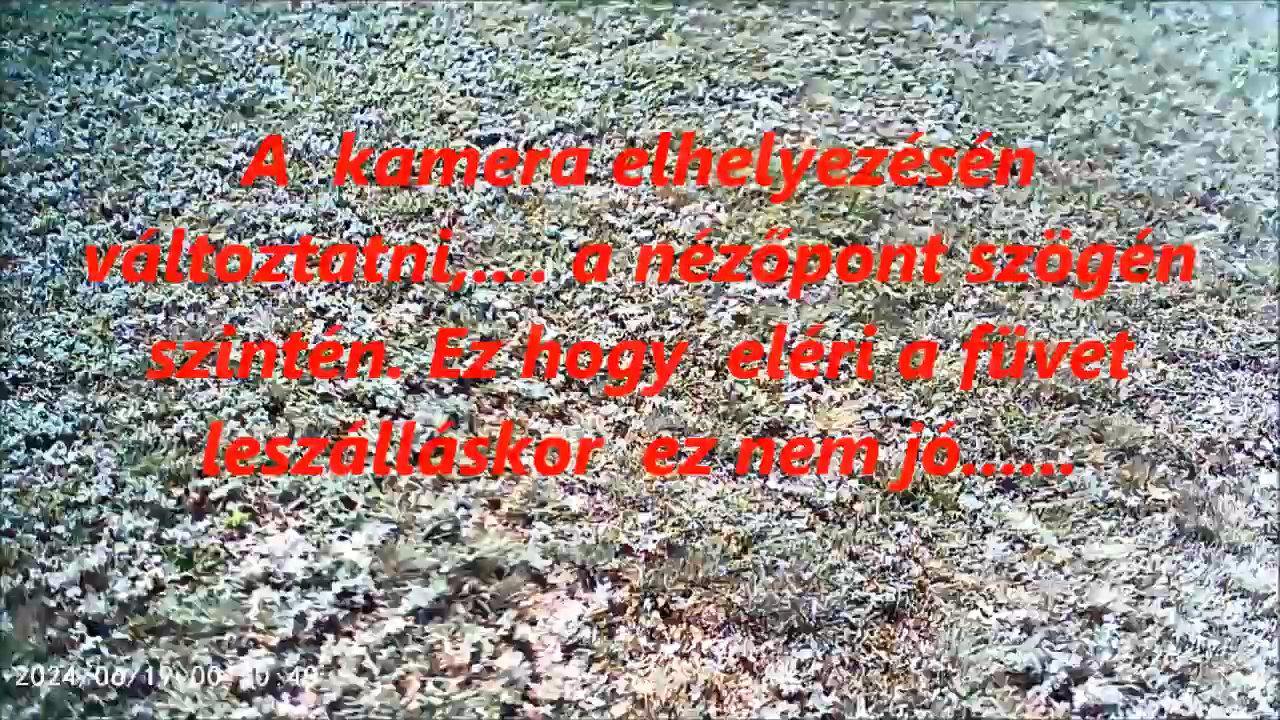 A kamera elhelyezésén
változtatni,.... a nézőpont szögén
szintén. Ez hogy eléri a füvet
leszálláskor ez nem jó......